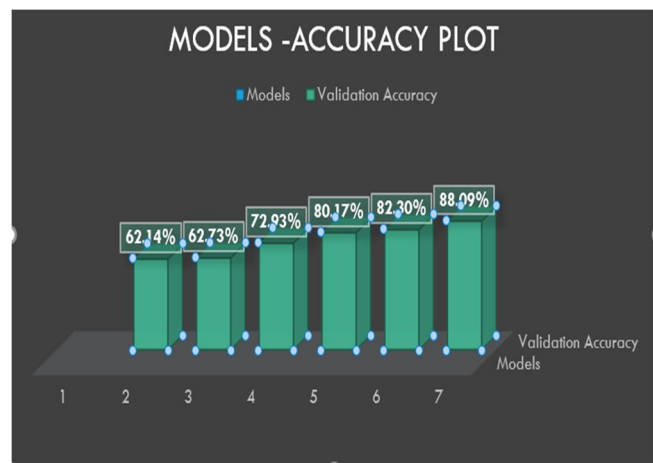 MODELS -ACCURACY PLOT
Models Validation Accuracy
62.14% 62.73% 72.93% 80.17% 82.30% 88.09%
Validation Accuracy
Models
1 2 3 4 5 6 7